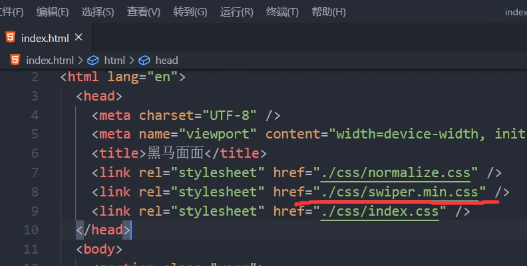 文件(F) 编辑(E) 选择(S) 查看(V) 转到(G) 运行(R) 终端(T) 帮助(H) index
index.html ×
index.html > html > head
2 <html lang="en">
3 <head>
4 <meta charset="UTF-8" />
5 <meta name="viewport" content="width=device-width, init
6 <title>黑马面面</title>
7 <link rel="stylesheet" href="./css/normalize.css" />
8 <link rel="stylesheet" href="./css/swiper.min.css" />
9 <link rel="stylesheet" href="./css/index.css" />
10 </head>
11 <body>